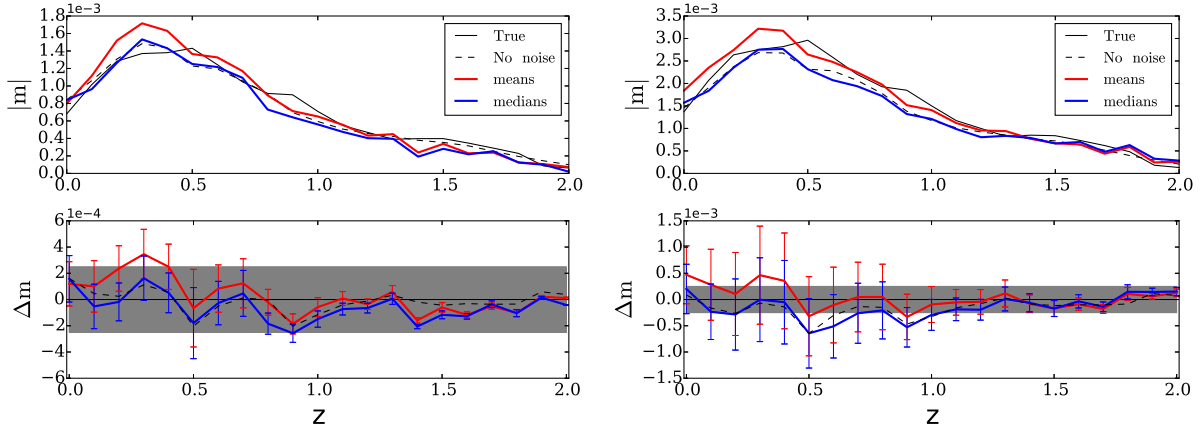 1e−3
1.8
1.6
1.4
1.2
1.0
0.8
0.6
0.4
0.2
0.0
|m|
True
No noise
means
medians
0.0 0.5 1.0 1.5 2.0
1e−4
6
4
2
0
−2
−4
−6
Δm
0.0 0.5 1.0 1.5 2.0
z
1e−3
3.5
3.0
2.5
2.0
1.5
1.0
0.5
0.0
|m|
True
No noise
means
medians
0.0 0.5 1.0 1.5 2.0
1e−3
1.5
1.0
0.5
0.0
−0.5
−1.0
−1.5
Δm
0.0 0.5 1.0 1.5 2.0
z